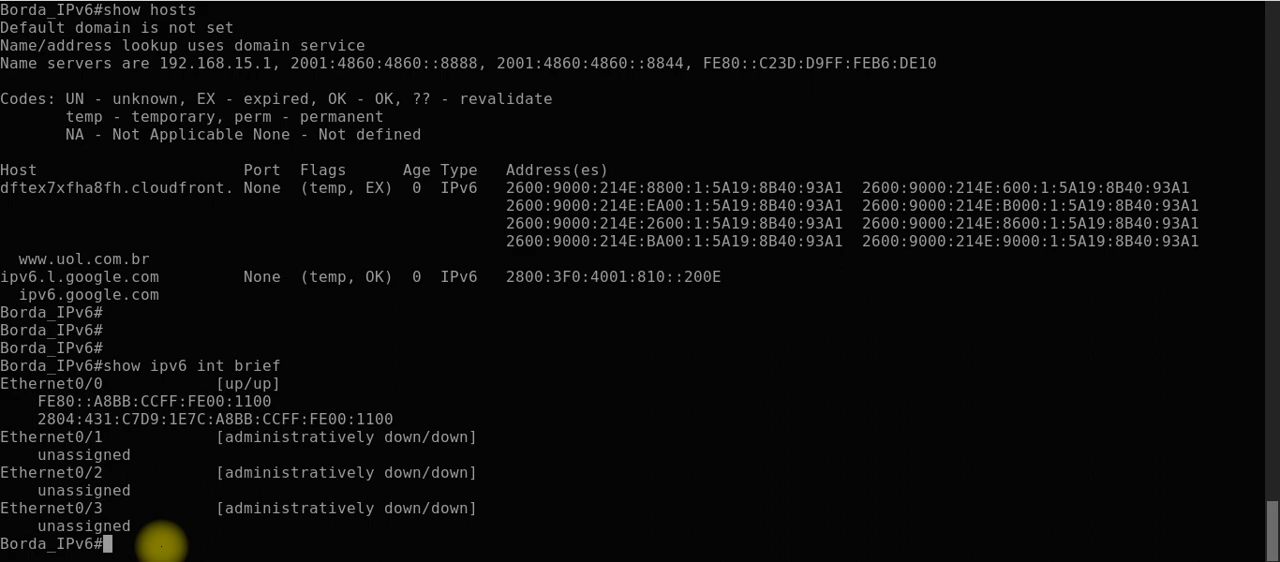 Borda_IPv6#show hosts
Default domain is not set
Name/address lookup uses domain service
Name servers are 192.168.15.1, 2001:4860:4860::8888, 2001:4860:4860::8844, FE80::C23D:D9FF:FEB6:DE10
Codes: UN - unknown, EX - expired, OK - OK, ?? - revalidate
temp - temporary, perm - permanent
NA - Not Applicable None - Not defined
Host Port Flags Age Type Address(es)
dftex7xfha8fh.cloudfront. None (temp, EX) 0 IPv6 2600:9000:214E:8800:1:5A19:8B40:93A1 2600:9000:214E:600:1:5A19:8B40:93A1
2600:9000:214E:EA00:1:5A19:8B40:93A1 2600:9000:214E:B000:1:5A19:8B40:93A1
2600:9000:214E:2600:1:5A19:8B40:93A1 2600:9000:214E:8600:1:5A19:8B40:93A1
2600:9000:214E:BA00:1:5A19:8B40:93A1 2600:9000:214E:9000:1:5A19:8B40:93A1
www.uol.com.br
ipv6.l.google.com None (temp, OK) 0 IPv6 2800:3F0:4001:810::200E
ipv6.google.com
Borda_IPv6#
Borda_IPv6#
Borda_IPv6#
Borda_IPv6#show ipv6 int brief
Ethernet0/0 [up/up]
FE80::A8BB:CCFF:FE00:1100
2804:431:C7D9:1E7C:A8BB:CCFF:FE00:1100
Ethernet0/1 [administratively down/down]
unassigned
Ethernet0/2 [administratively down/down]
unassigned
Ethernet0/3 [administratively down/down]
unassigned
Borda_IPv6#